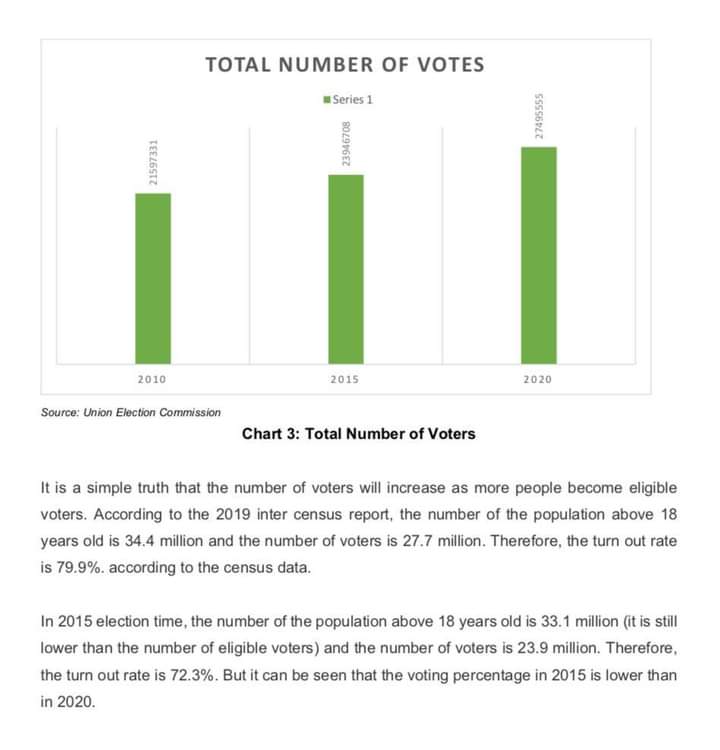 TOTAL NUMBER OF VOTES
Series 1
21597331
23946708
27495555
2010
2015
2020
Source: Union Election Commission
Chart 3: Total Number of Voters
It is a simple truth that the number of voters will increase as more people become eligible
voters. According to the 2019 inter census report, the number of the population above 18
years old is 34.4 million and the number of voters is 27.7 million. Therefore, the turn out rate
is 79.9%. according to the census data.
In 2015 election time, the number of the population above 18 years old is 33.1 million (it is still
lower than the number of eligible voters) and the number of voters is 23.9 million. Therefore,
the turn out rate is 72.3%. But it can be seen that the voting percentage in 2015 is lower than
in 2020.